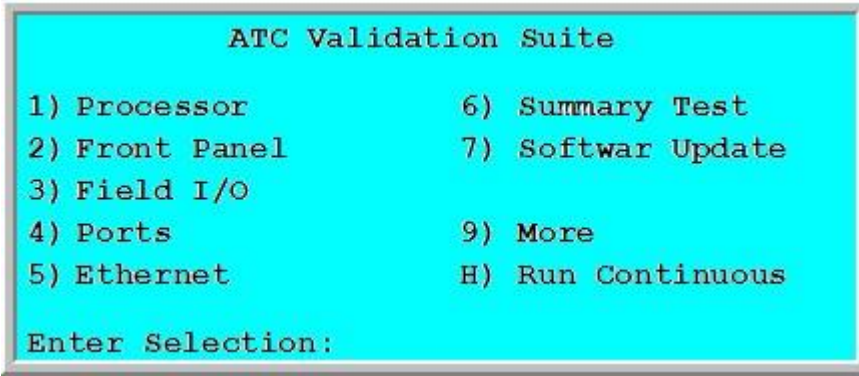 ATC Validation Suite
1) Processor 6) Summary Test
2) Front Panel 7) Softwar Update
3) Field I/O
4) Ports 9) More
5) Ethernet H) Run Continuous
Enter Selection: